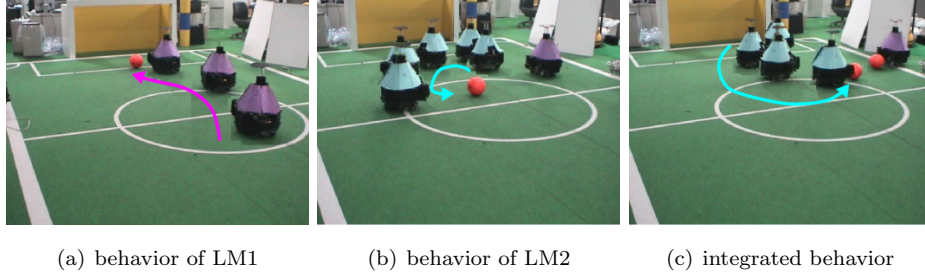 (a) behavior of LM1
(b) behavior of LM2
(c) integrated behavior